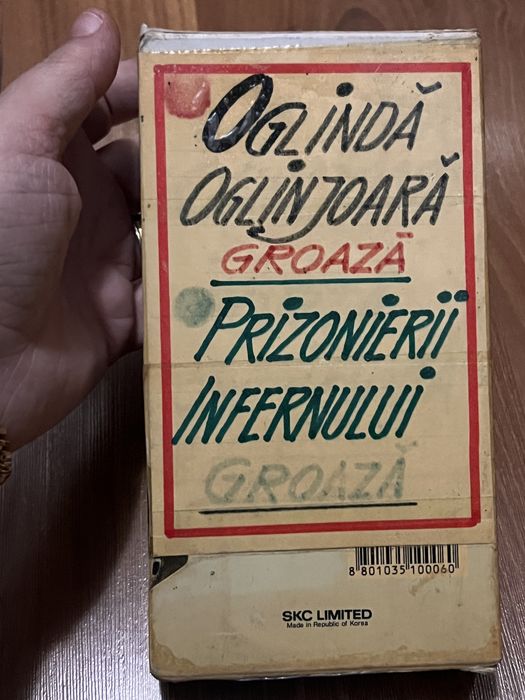 OGLINDĂ
OGLINJOARĂ
GROAZĂ
PRIZONIERII
INFERNULUI
GROAZĂ
8 801035 100060
SKC LIMITED
Made in Republic of Korea